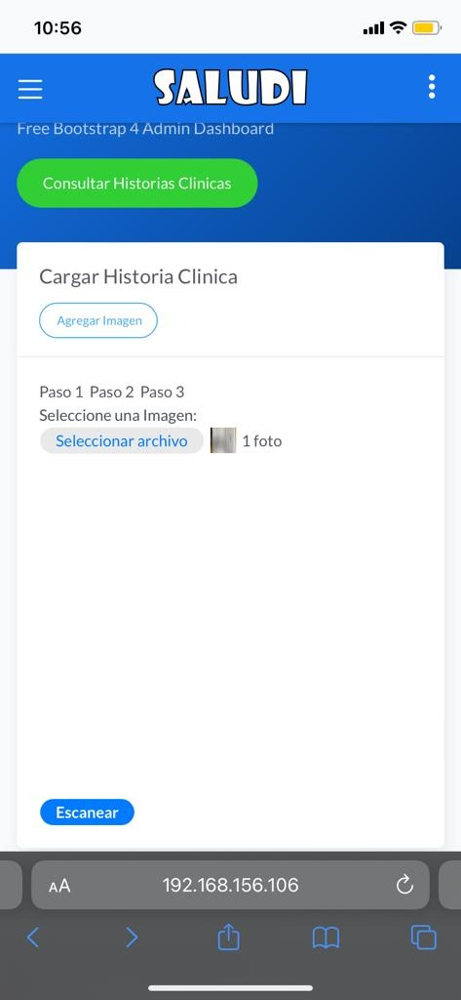 10:56
SALUDI
Free Bootstrap 4 Admin Dashboard
Consultar Historias Clinicas
Cargar Historia Clinica
Agregar Imagen
Paso 1 Paso 2 Paso 3
Seleccione una Imagen:
Seleccionar archivo 1 foto
Escanear
AA 192.168.156.106